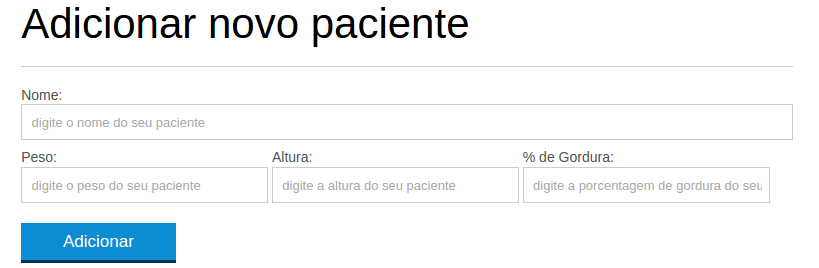 Adicionar novo paciente
Nome:
digite o nome do seu paciente
Peso: Altura: % de Gordura:
digite o peso do seu paciente digite a altura do seu paciente digite a porcentagem de gordura do seu
Adicionar